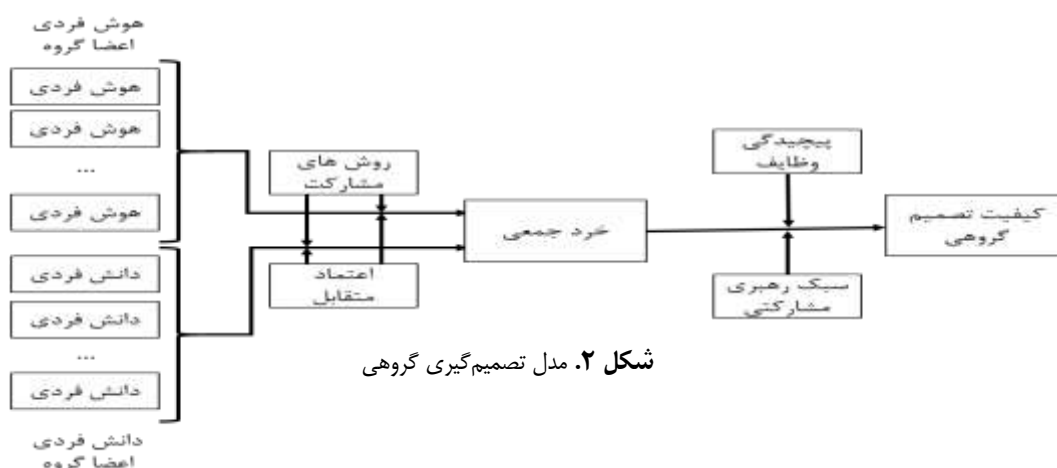 هوش فردی
اعضا گروه
هوش فردی
هوش فردی
...
هوش فردی
دانش فردی
دانش فردی
...
دانش فردی
دانش فردی
اعضا گروه
روش های
مشارکت
اعتماد
متقابل
خرد جمعی
پیچیدگی
وظایف
سبک رهبری
مشارکتی
کیفیت تصمیم
گروهی
شکل ۲. مدل تصمیم‌گیری گروهی